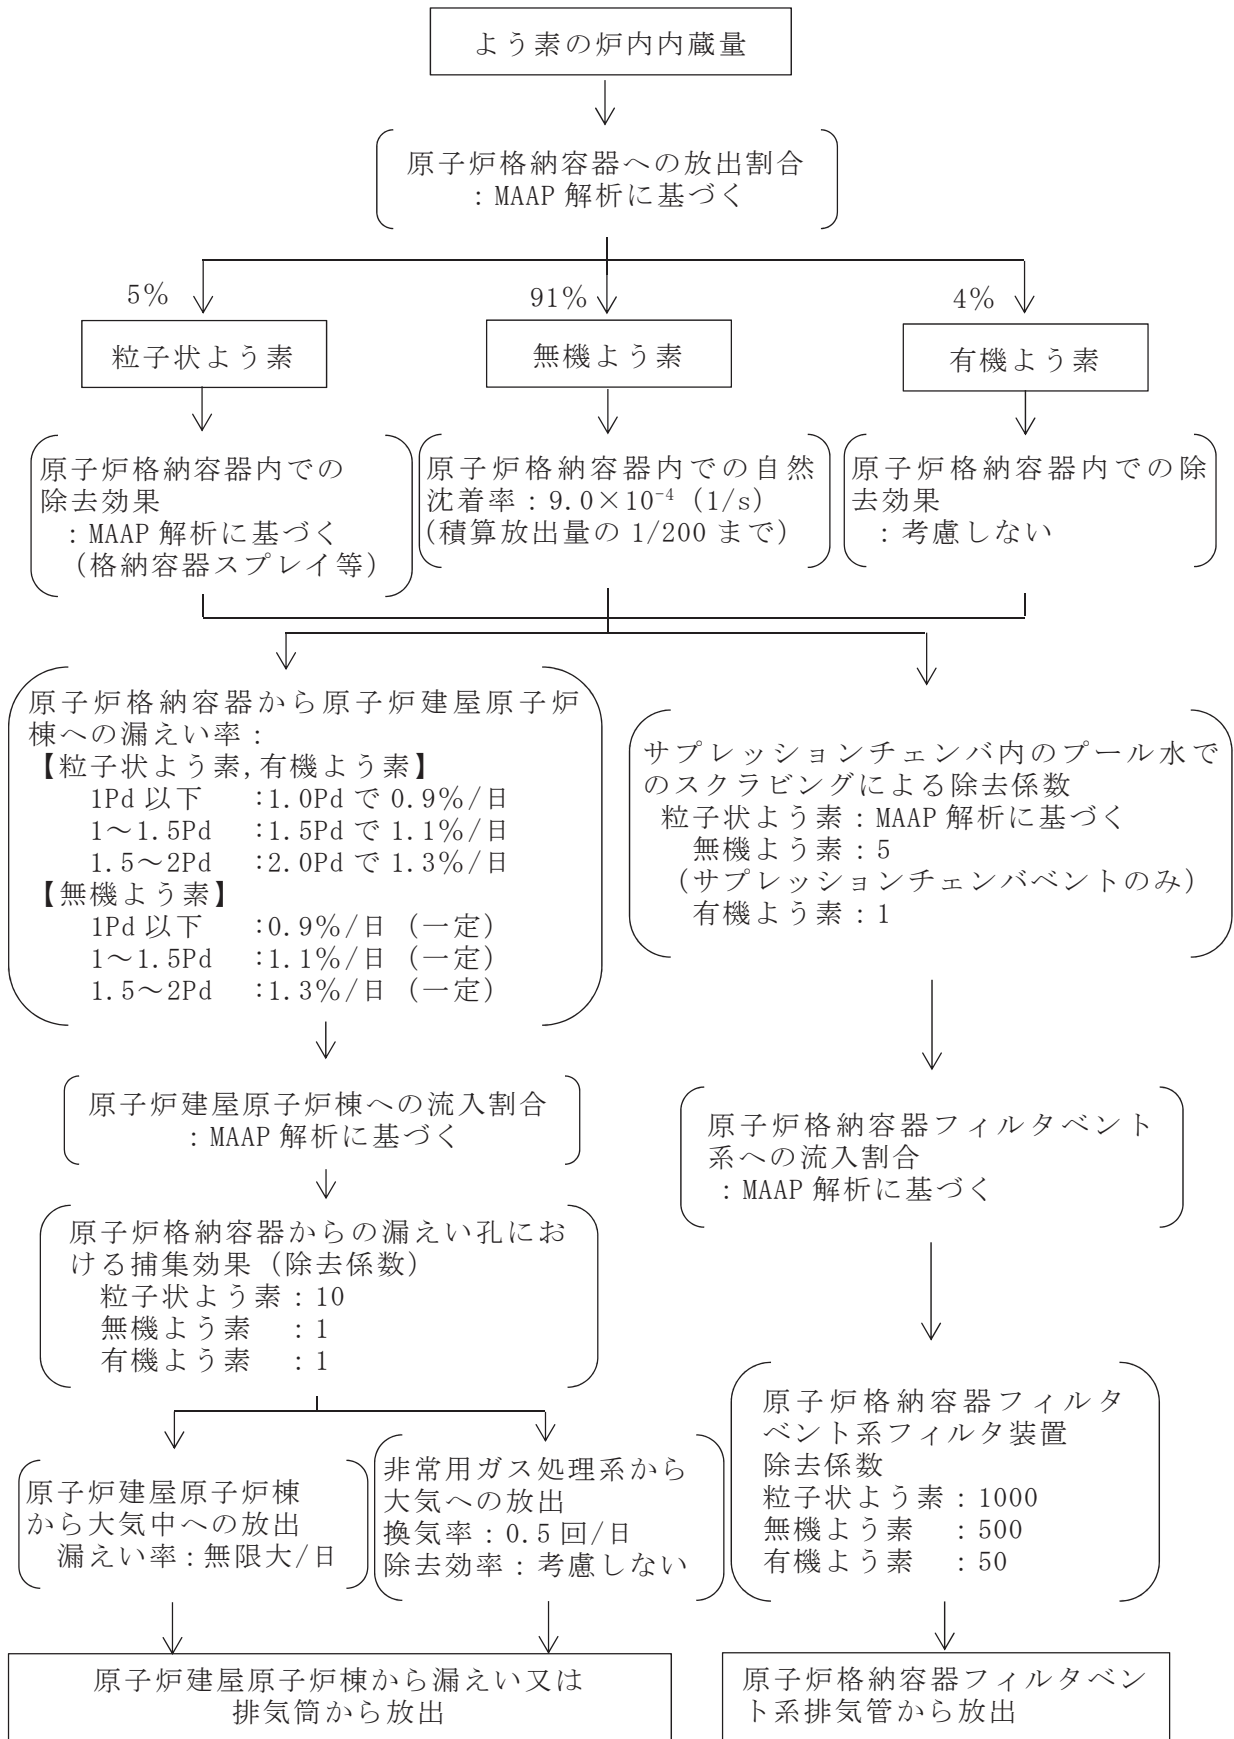 よう素の炉内内蔵量
原子炉格納容器への放出割合
：MAAP 解析に基づく
5%
91%
4%
粒子状よう素
無機よう素
有機よう素
原子炉格納容器内での
除去効果
：MAAP 解析に基づく
（格納容器スプレイ等）
原子炉格納容器内での自然
沈着率：9.0×10⁻⁴（1/s）
（積算放出量の 1/200 まで）
原子炉格納容器内での除
去効果
：考慮しない
原子炉格納容器から原子炉建屋原子炉
棟への漏えい率：
【粒子状よう素，有機よう素】
1Pd 以下　：1.0Pd で 0.9%/日
1～1.5Pd　：1.5Pd で 1.1%/日
1.5～2Pd　：2.0Pd で 1.3%/日
【無機よう素】
1Pd 以下　：0.9%/日（一定）
1～1.5Pd　：1.1%/日（一定）
1.5～2Pd　：1.3%/日（一定）
サプレッションチェンバ内のプール水で
のスクラビングによる除去係数
粒子状よう素：MAAP 解析に基づく
無機よう素：5
（サプレッションチェンバベントのみ）
有機よう素：1
原子炉建屋原子炉棟への流入割合
：MAAP 解析に基づく
原子炉格納容器フィルタベント
系への流入割合
：MAAP 解析に基づく
原子炉格納容器からの漏えい孔にお
ける捕集効果（除去係数）
粒子状よう素：10
無機よう素　：1
有機よう素　：1
原子炉格納容器フィルタ
ベント系フィルタ装置
除去係数
粒子状よう素：1000
無機よう素　：500
有機よう素　：50
原子炉建屋原子炉棟
から大気中への放出
漏えい率：無限大/日
非常用ガス処理系から
大気への放出
換気率：0.5 回/日
除去効率：考慮しない
原子炉建屋原子炉棟から漏えい又は
排気筒から放出
原子炉格納容器フィルタベン
ト系排気管から放出